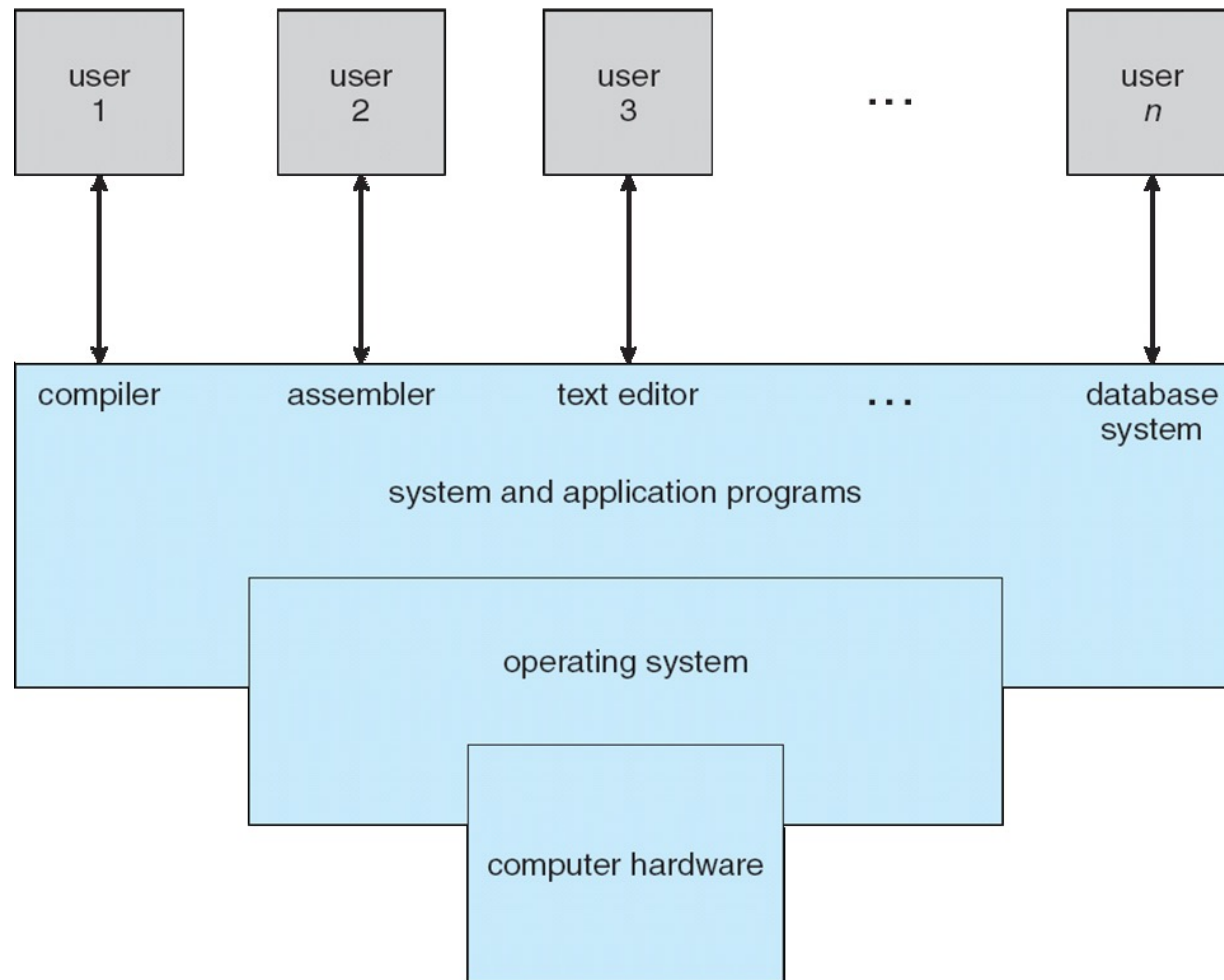 user
1
user
2
user
3
...
user
n
compiler
assembler
text editor
...
database
system
system and application programs
operating system
computer hardware